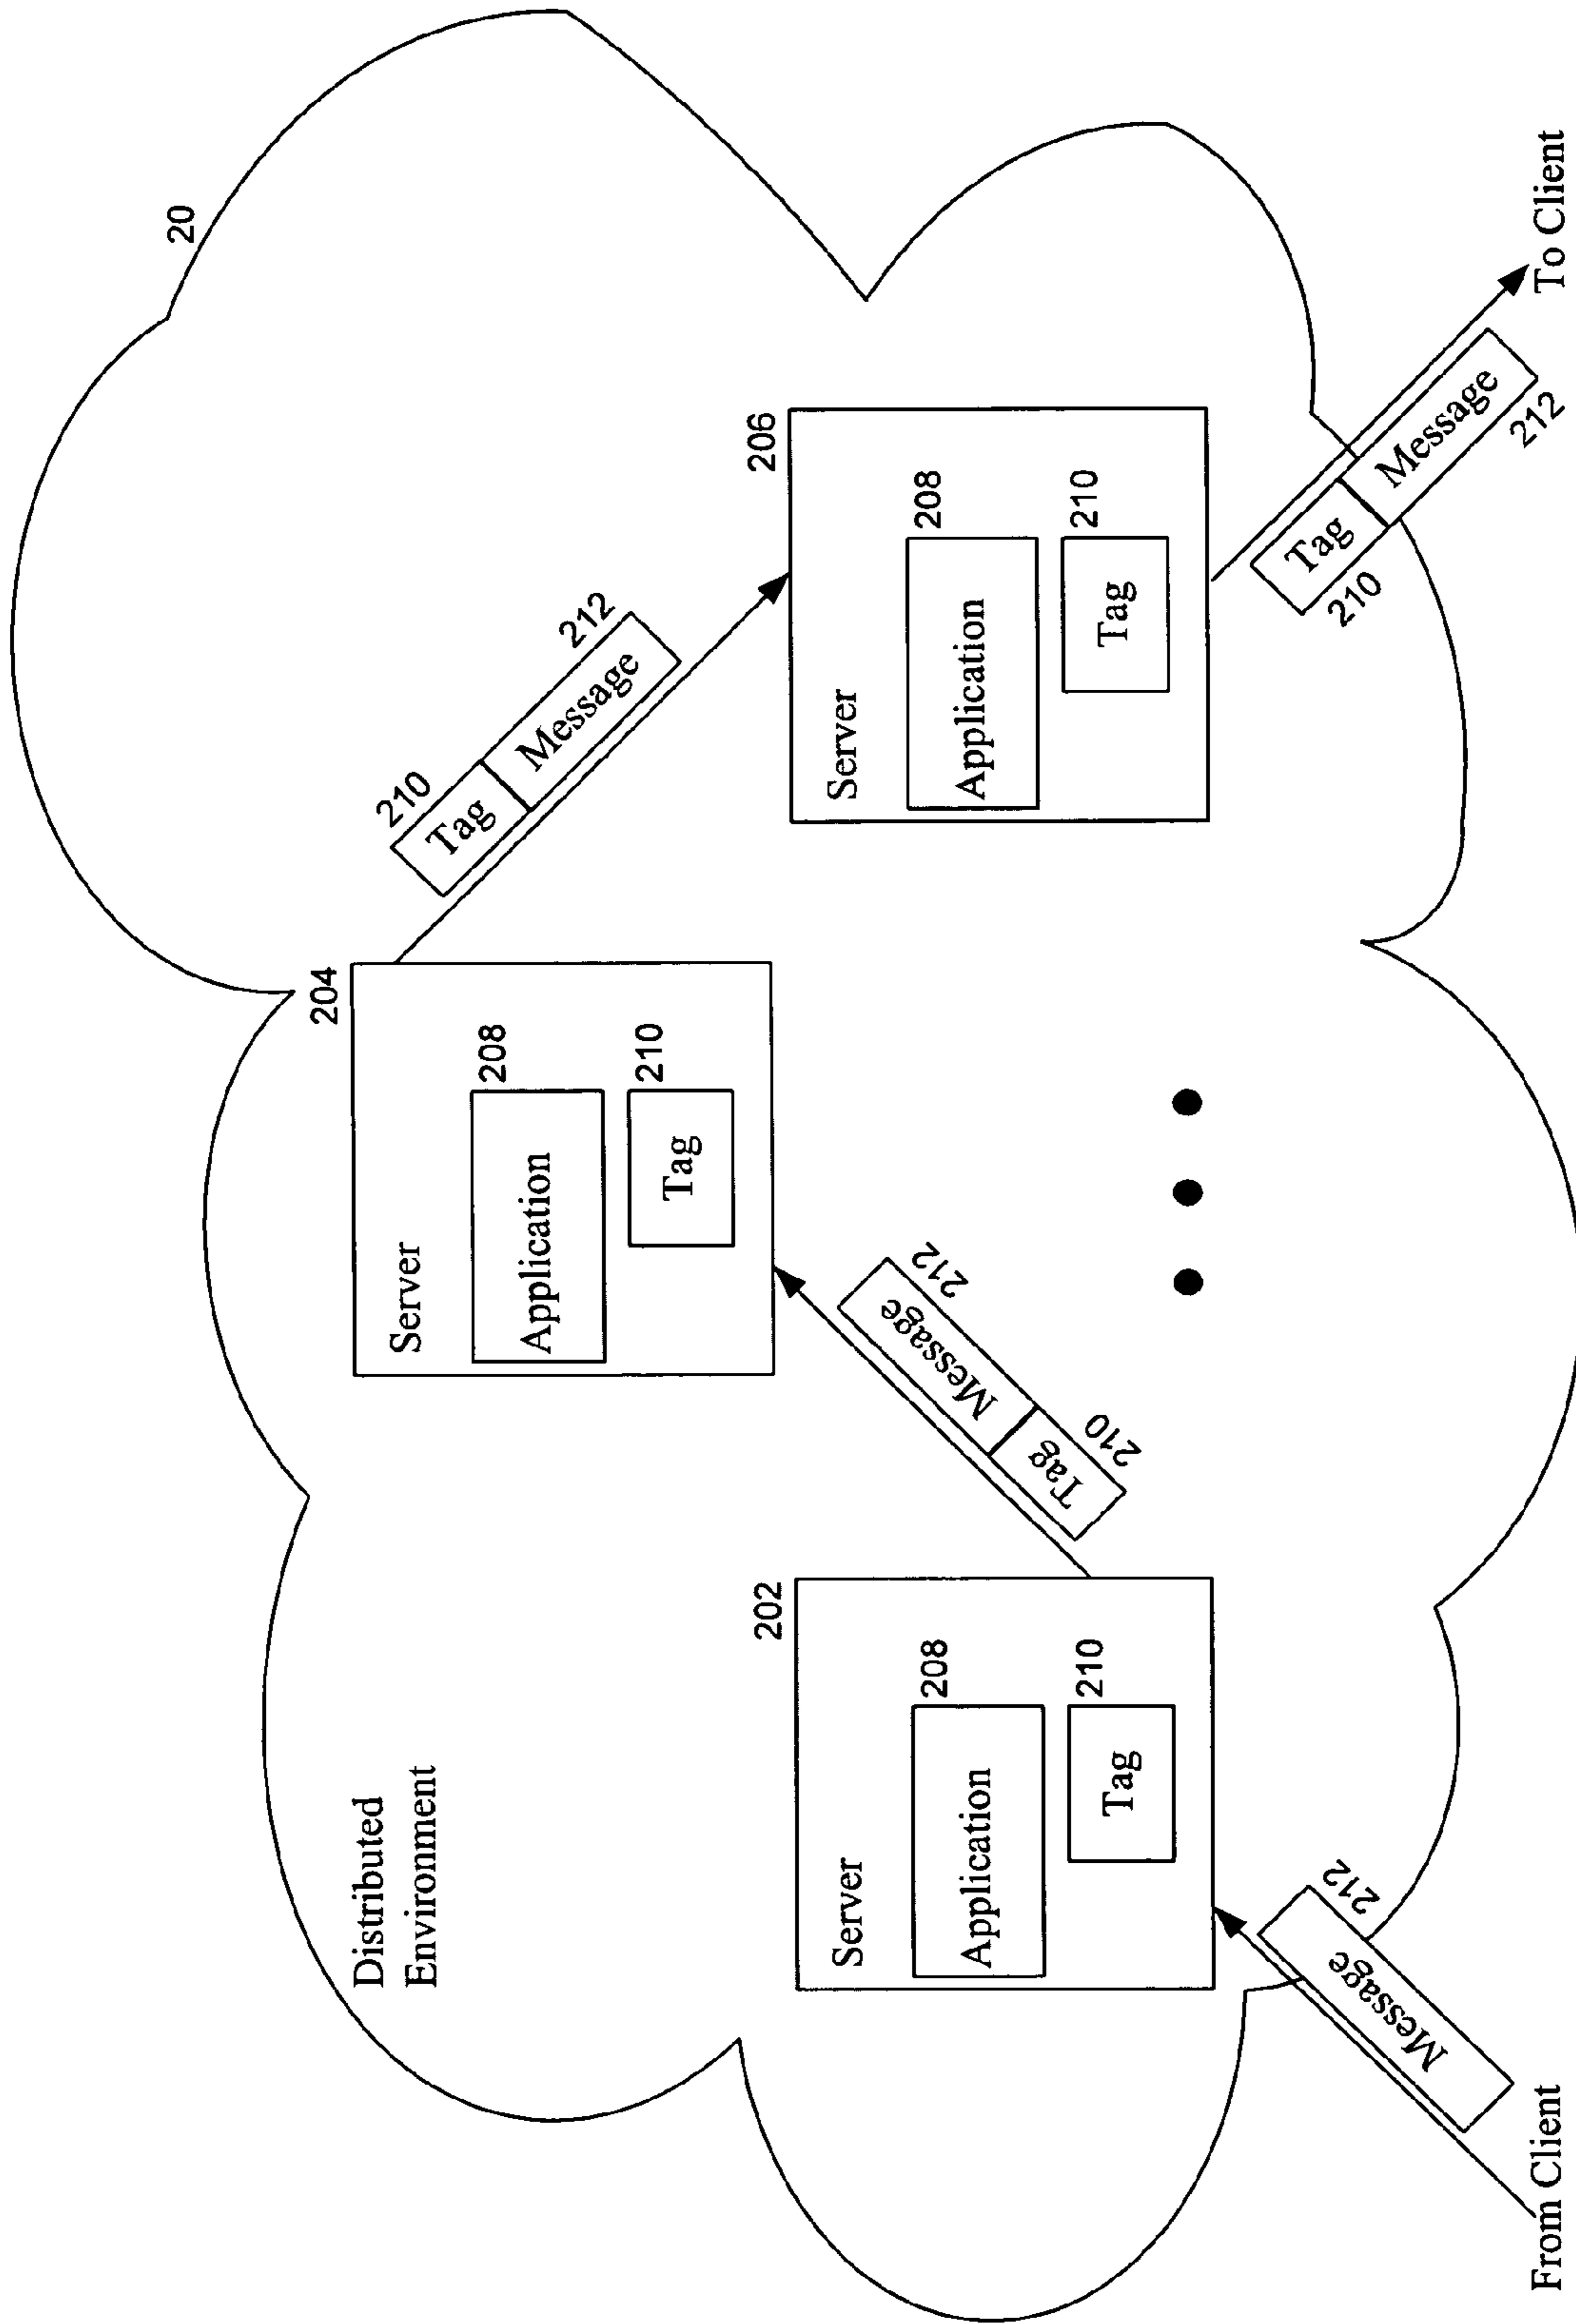 20
Distributed
Environment
204
Server
208
Application
210
Tag
210
Tag
Message
212
202
Server
208
Application
210
Tag
Message
212
Tag
210
206
Server
208
Application
210
Tag
Message
212
From Client
Tag
210
Message
212
To Client